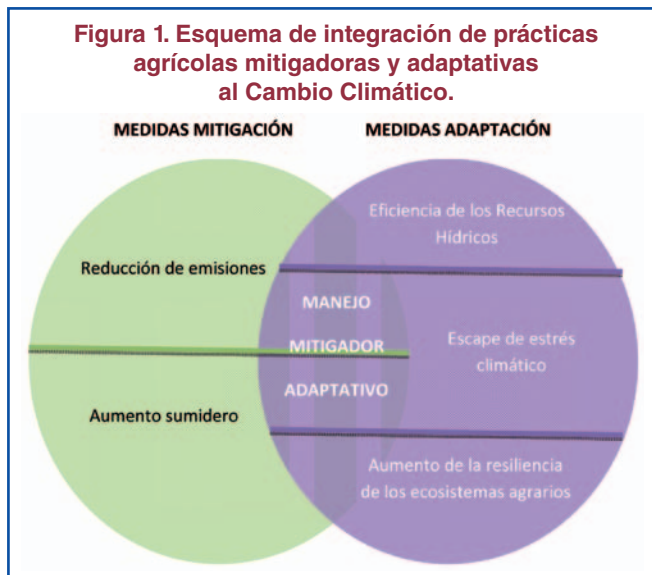 Figura 1. Esquema de integración de prácticas
agrícolas mitigadoras y adaptativas
al Cambio Climático.
MEDIDAS MITIGACIÓN
MEDIDAS ADAPTACIÓN
Reducción de emisiones
Aumento sumidero
MANEJO
MITIGADOR
ADAPTATIVO
Eficiencia de los Recursos
Hídricos
Escape de estrés
climático
Aumento de la resiliencia
de los ecosistemas agrarios